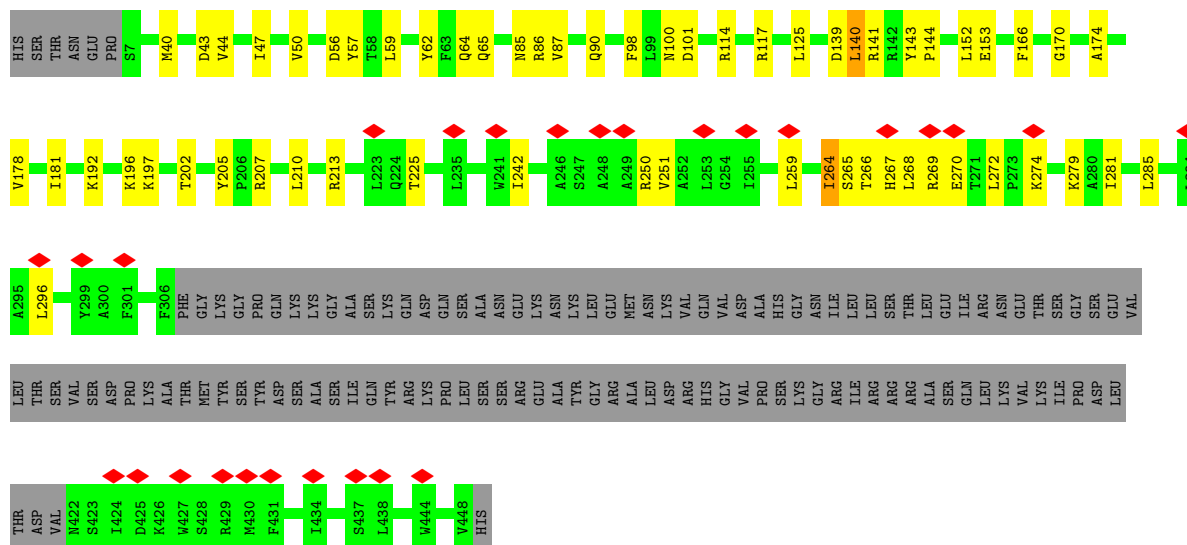 HIS SER THR ASN GLU PRO S7 M40 D43 V44 I47 V50 D56 Y57 T58 L59 Y62 F63 Q64 Q65 N85 R86 V87 Q90 F98 L99 N100 D101 R114 R117 L125 D139 L140 R141 R142 Y143 P144 L152 E153 F166 G170 A174
V178 I181 K192 K196 K197 T202 Y205 P206 R207 L210 R213 L223 Q224 T225 L235 W241 I242 A246 S247 A248 A249 R250 V251 A252 L253 G254 I255 L259 I264 S265 T266 H267 L268 R269 E270 T271 L272 P273 K274 K279 A280 I281 L285
A295 L296 Y299 A300 F301 F306 PHE GLY LYS GLY PRO GLN LYS LYS GLY ALA SER LYS GLN ASP GLN SER ALA ASN GLU LYS ASN LYS LEU GLU MET ASN LYS VAL GLN VAL ASP ALA HIS GLY ASN ILE LEU LEU SER THR LEU GLU ILE ARG ASN GLU THR SER GLY SER GLU VAL
LEU THR SER VAL SER ASP PRO LYS ALA THR MET TYR SER TYR ASP SER ALA SER ILE GLN TYR ARG LYS PRO LEU SER SER ARG GLU ALA TYR GLY ARG ALA LEU ASP ARG HIS GLY VAL PRO SER LYS GLY ARG ILE ARG ARG ARG ALA SER GLN LEU LYS VAL LYS ILE PRO ASP LEU
THR ASP VAL N422 S423 I424 D425 K426 W427 S428 R429 M430 F431 I434 S437 L438 W444 V448 HIS